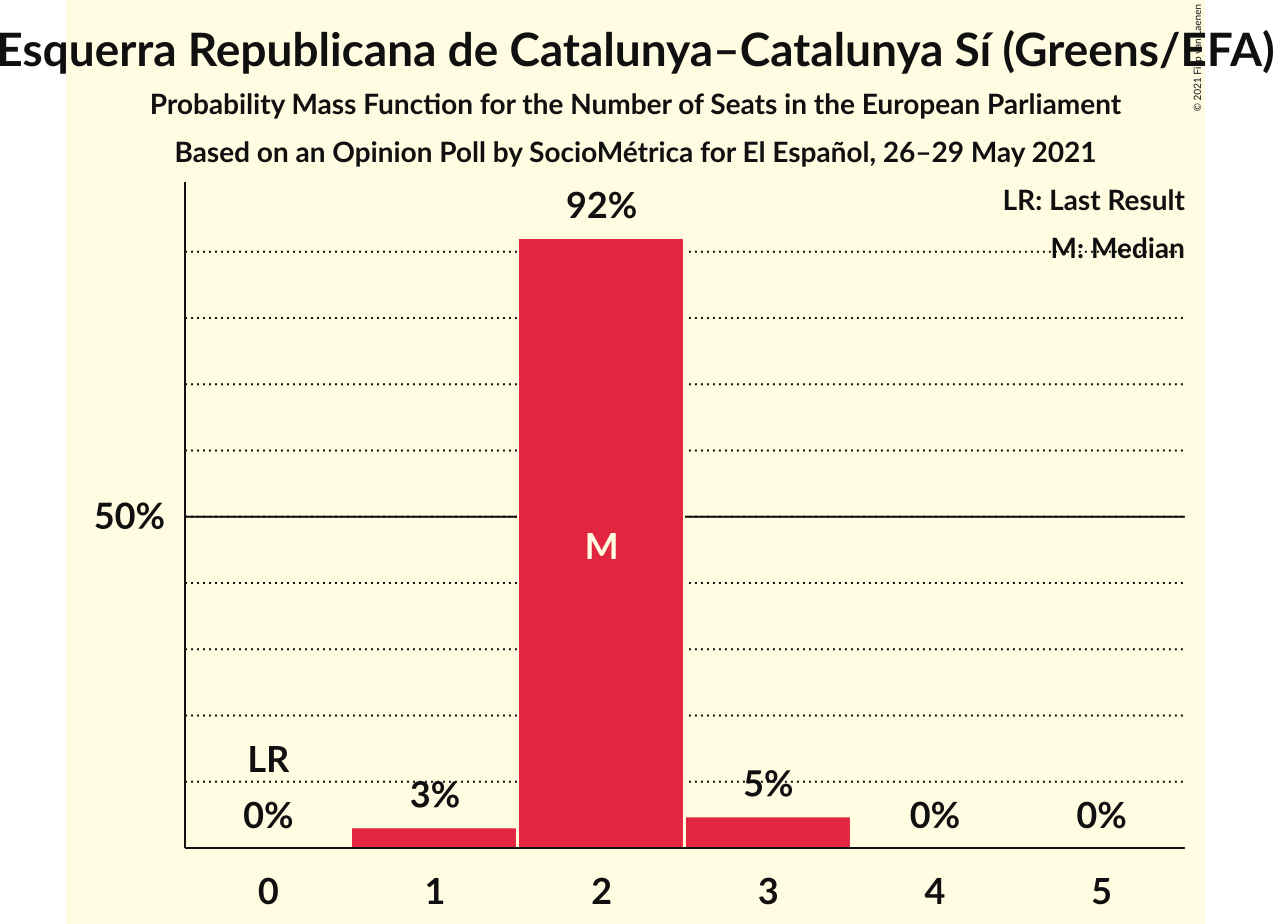 Esquerra Republicana de Catalunya–Catalunya Sí (Greens/EFA)
Probability Mass Function for the Number of Seats in the European Parliament
Based on an Opinion Poll by SocioMétrica for El Español, 26–29 May 2021
© 2021
LR: Last Result
M: Median
92%
50%
M
LR
0%
3%
5%
0%
0%
0 1 2 3 4 5